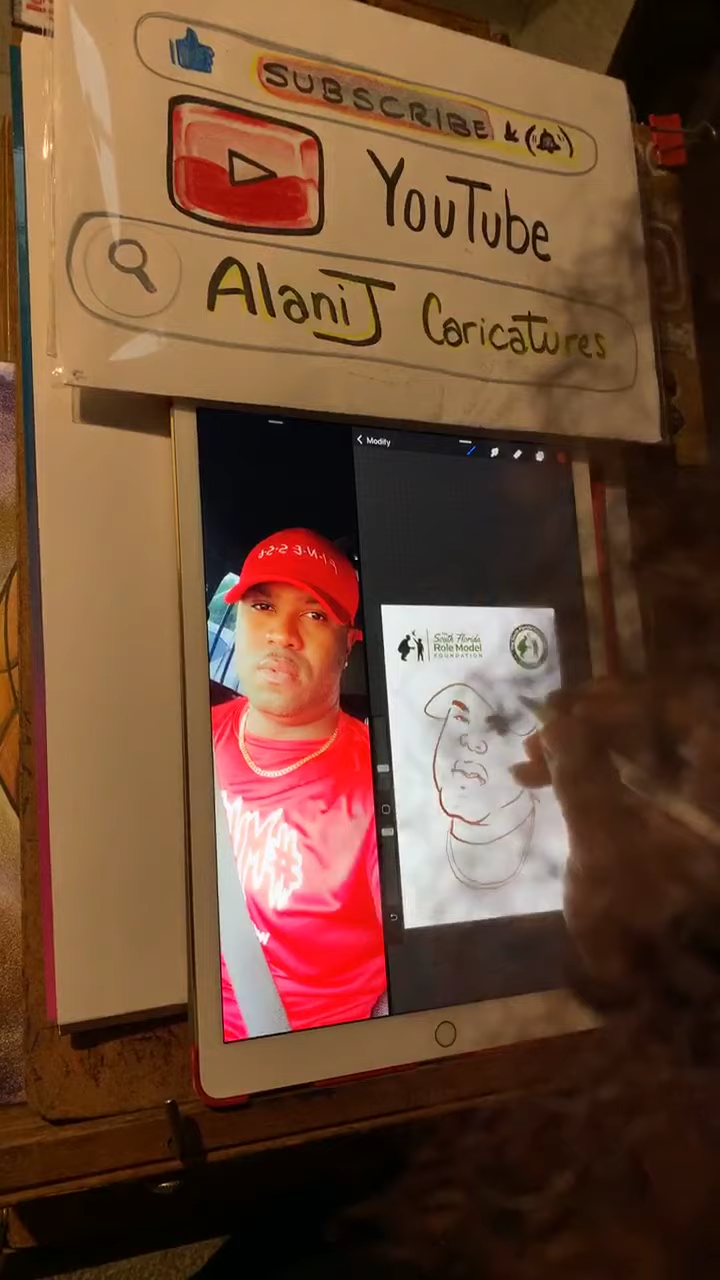 SUBSCRIBE & ((🔔))
YouTube
AlaniJ Caricatures
Modify
F-I-N-E-S-S-E
South Florida
Role Model
FOUNDATION